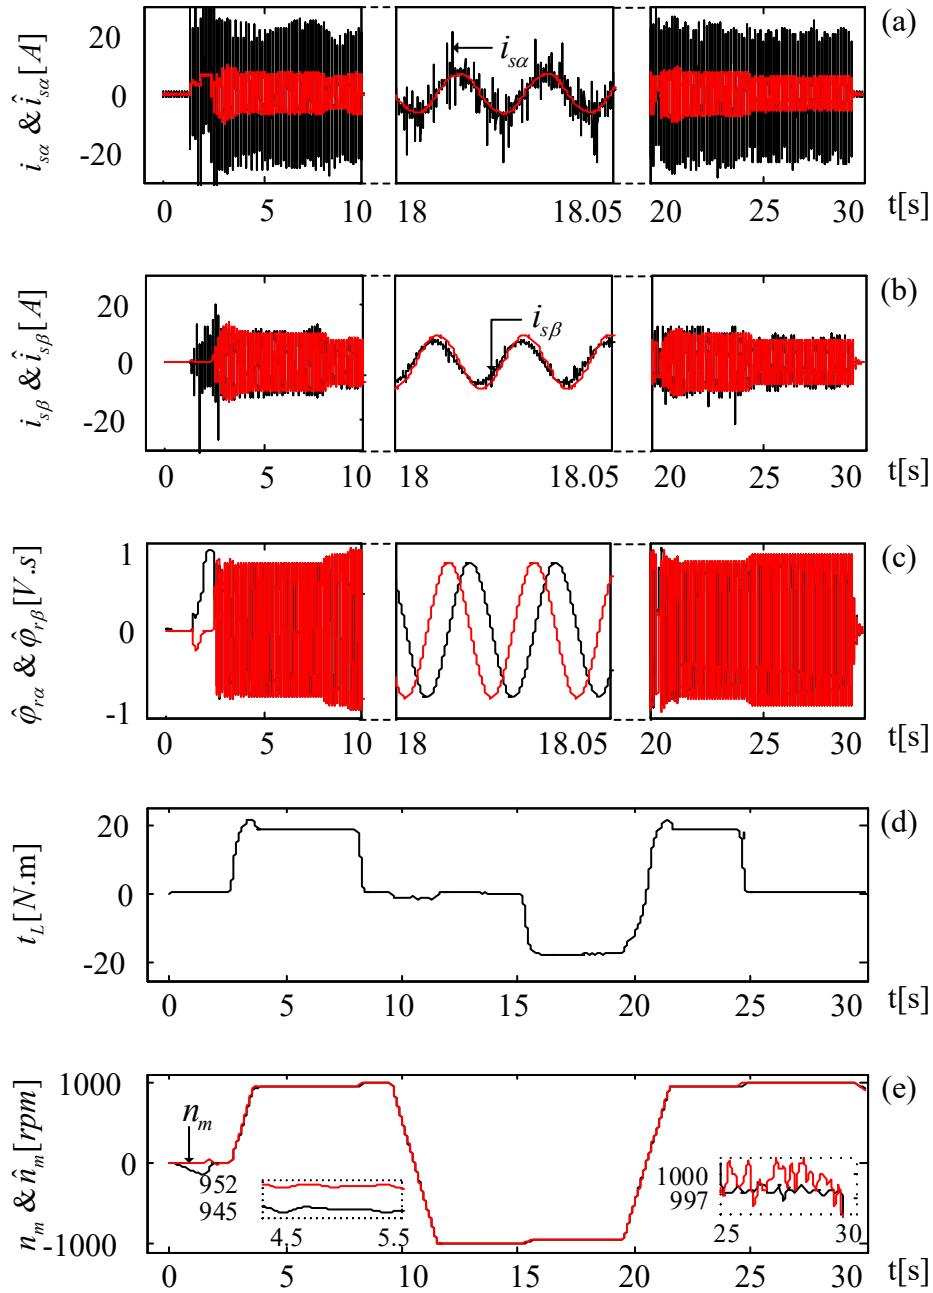 (a)
i_sα & î_sα [A]
20
0
-20
i_sα
0 5 10 18 18.05 20 25 30 t[s]
(b)
i_sβ & î_sβ [A]
20
0
-20
i_sβ
0 5 10 18 18.05 20 25 30 t[s]
(c)
φ̂_rα & φ̂_rβ [V.s]
1
0
-1
0 5 10 18 18.05 20 25 30 t[s]
(d)
t_L [N.m]
20
0
-20
0 5 10 15 20 25 30 t[s]
(e)
n_m & n̂_m [rpm]
1000
0
-1000
n_m
952
945
4.5 5.5
1000
997
25 30
0 5 10 15 20 25 30 t[s]